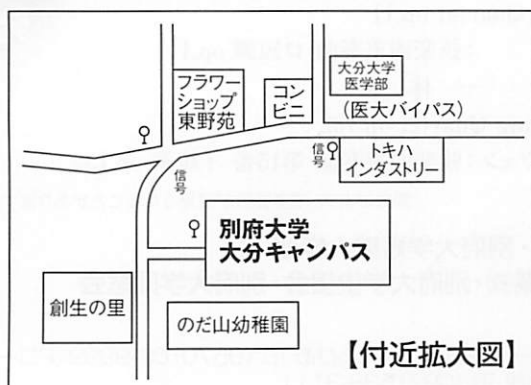 フラワー
ショップ
東野苑
コン
ビニ
大分大学
医学部
(医大バイパス)
信号
トキハ
インダストリー
信号
別府大学
大分キャンパス
創生の里
のだ山幼稚園
【付近拡大図】